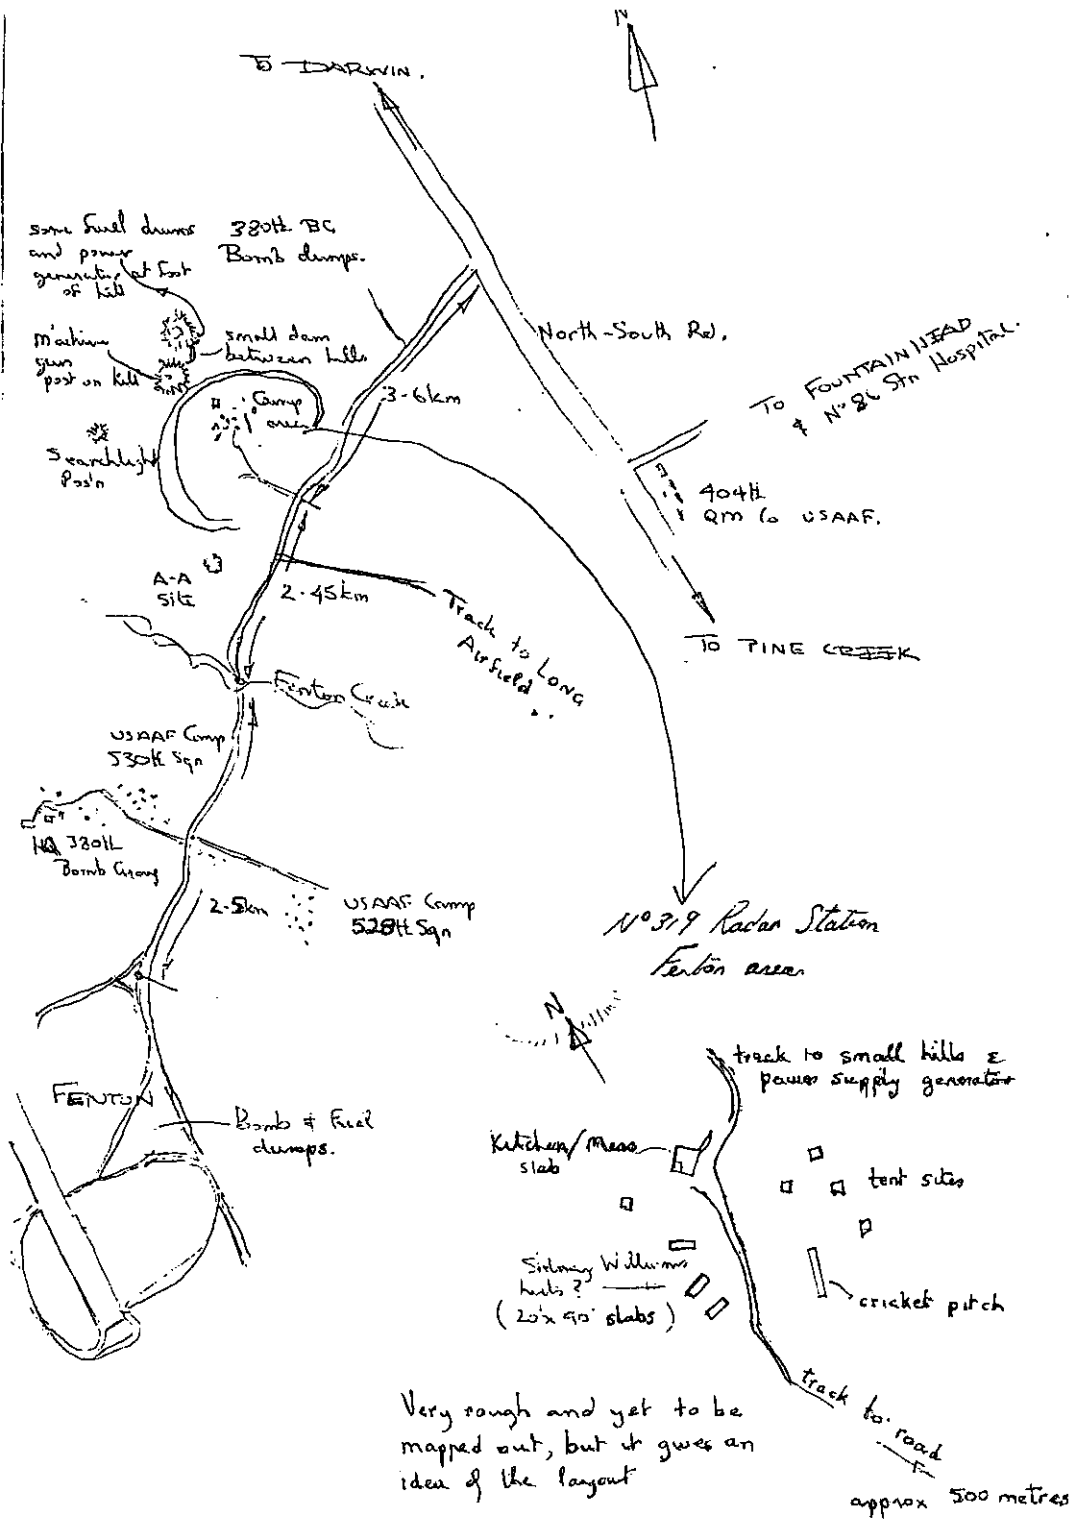 N
To DARWIN.
some fuel drums
and power
generator at foot
of hill
380th BG
Bomb dumps.
machine
gun
post on hill
small dam
between hills
North-South Rd.
3-6km
Camp
area
To FOUNTAIN HEAD
& No 86 Stn Hospital.
Searchlight
Pos'n
404th
QM Co USAAF.
A-A
Site
2-45km
Track to LONG
Airfield
To PINE CREEK
Fenton Creek
USAAF Camp
530th Sqn
HQ 380th
Bomb Group
2-5km
USAAF Camp
528th Sqn
No 319 Radar Station
Fenton area
N
track to small hills &
power supply generator
FENTON
Bomb & Fuel
dumps.
Kitchen/Mess
slab
tent sites
Sidney Williams
huts?
(20'x 90' slabs)
cricket pitch
track to road
approx 500 metres
Very rough and yet to be
mapped out, but it gives an
idea of the layout